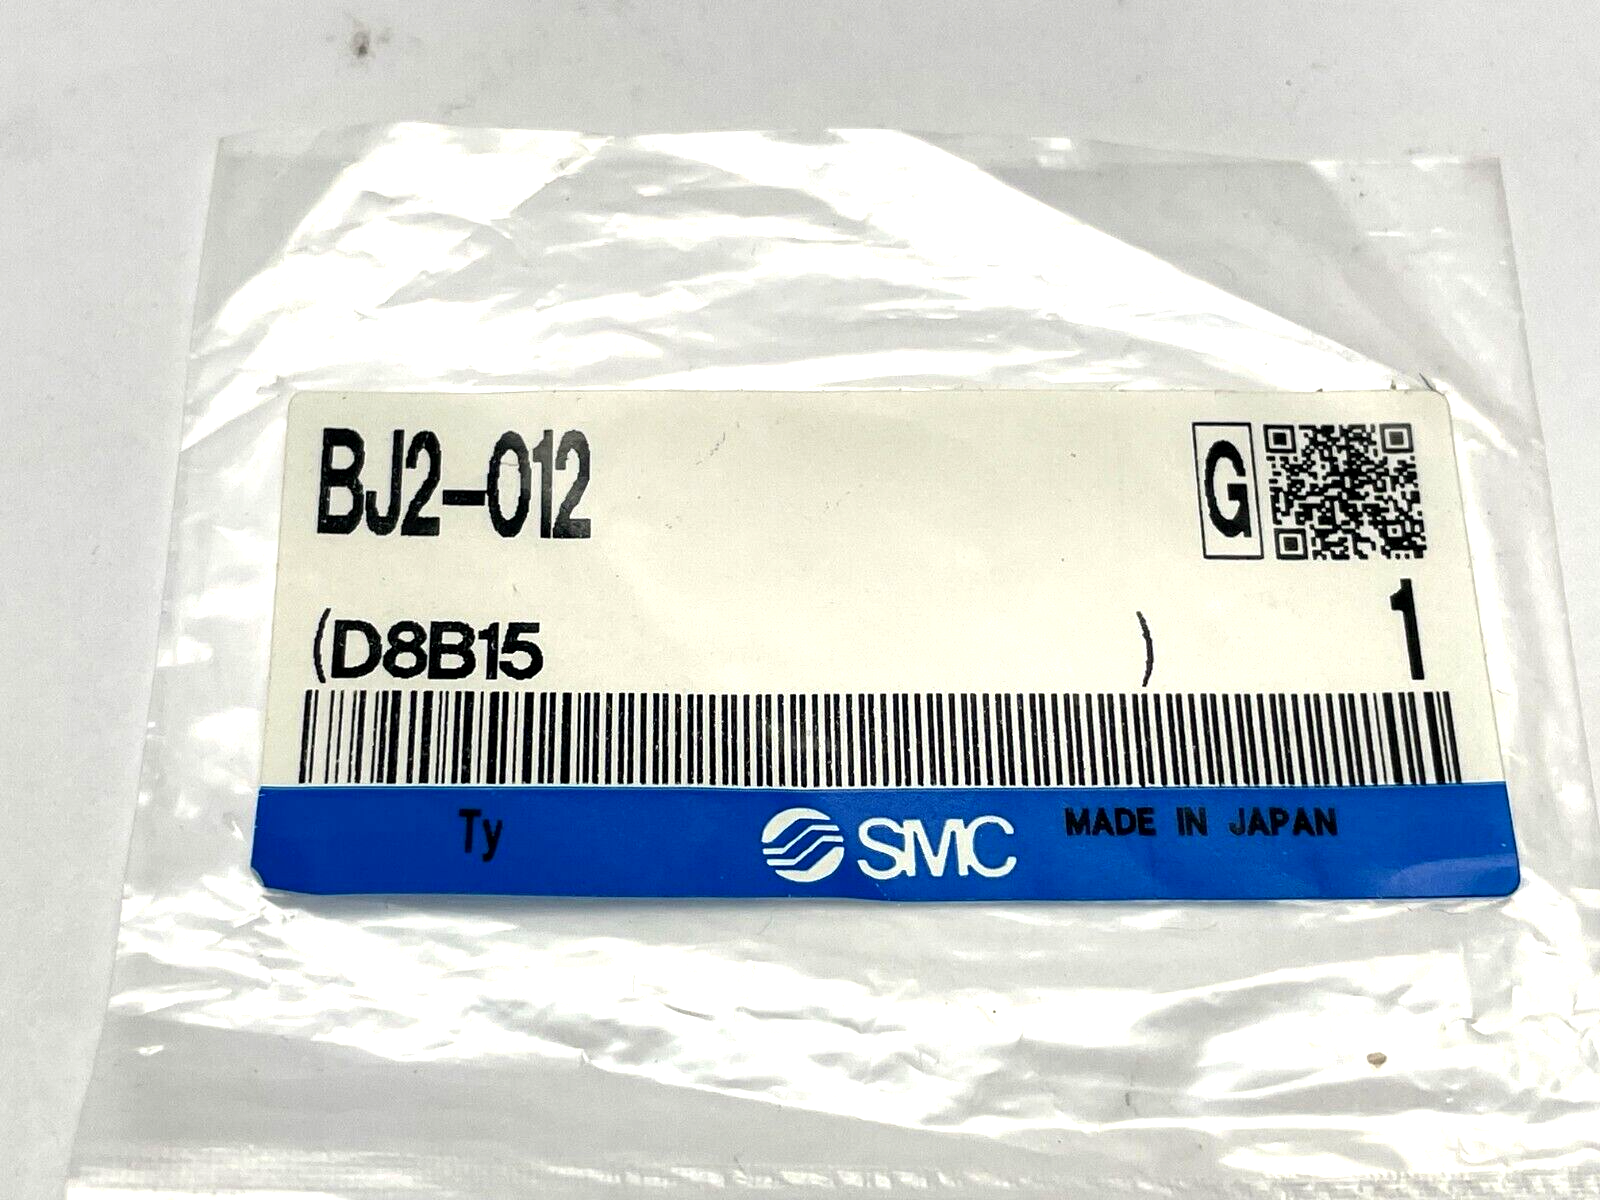 BJ2-012
G
(D8B15 )
1
Ty
SMC
MADE IN JAPAN